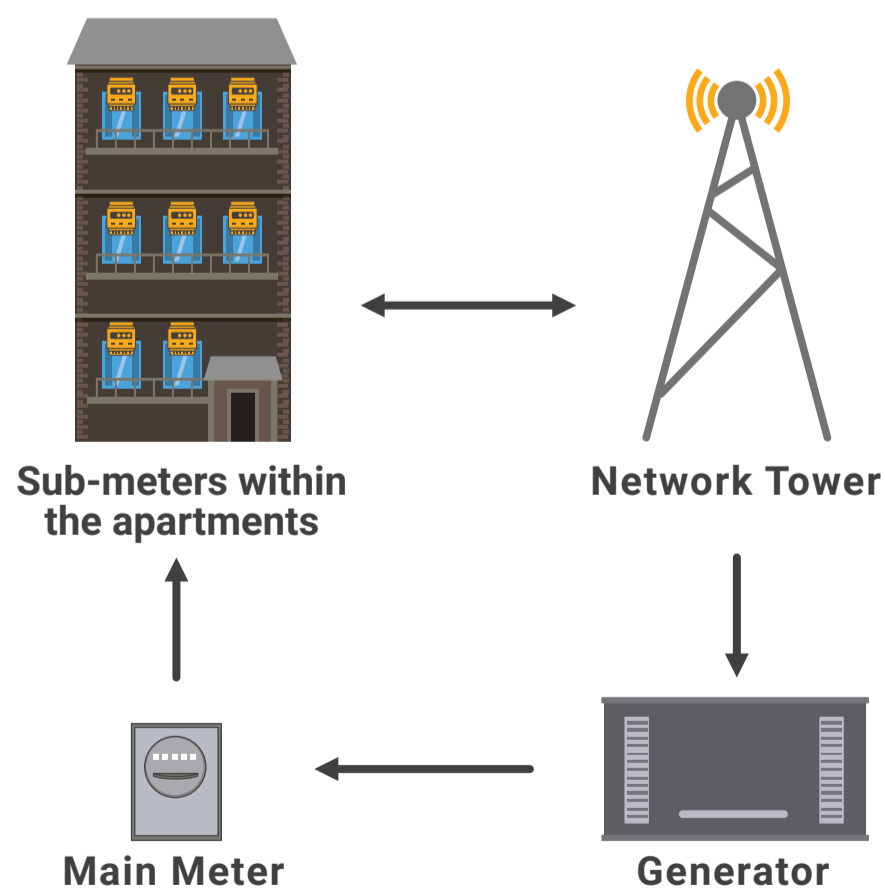 Sub-meters within
the apartments
Network Tower
Main Meter
Generator